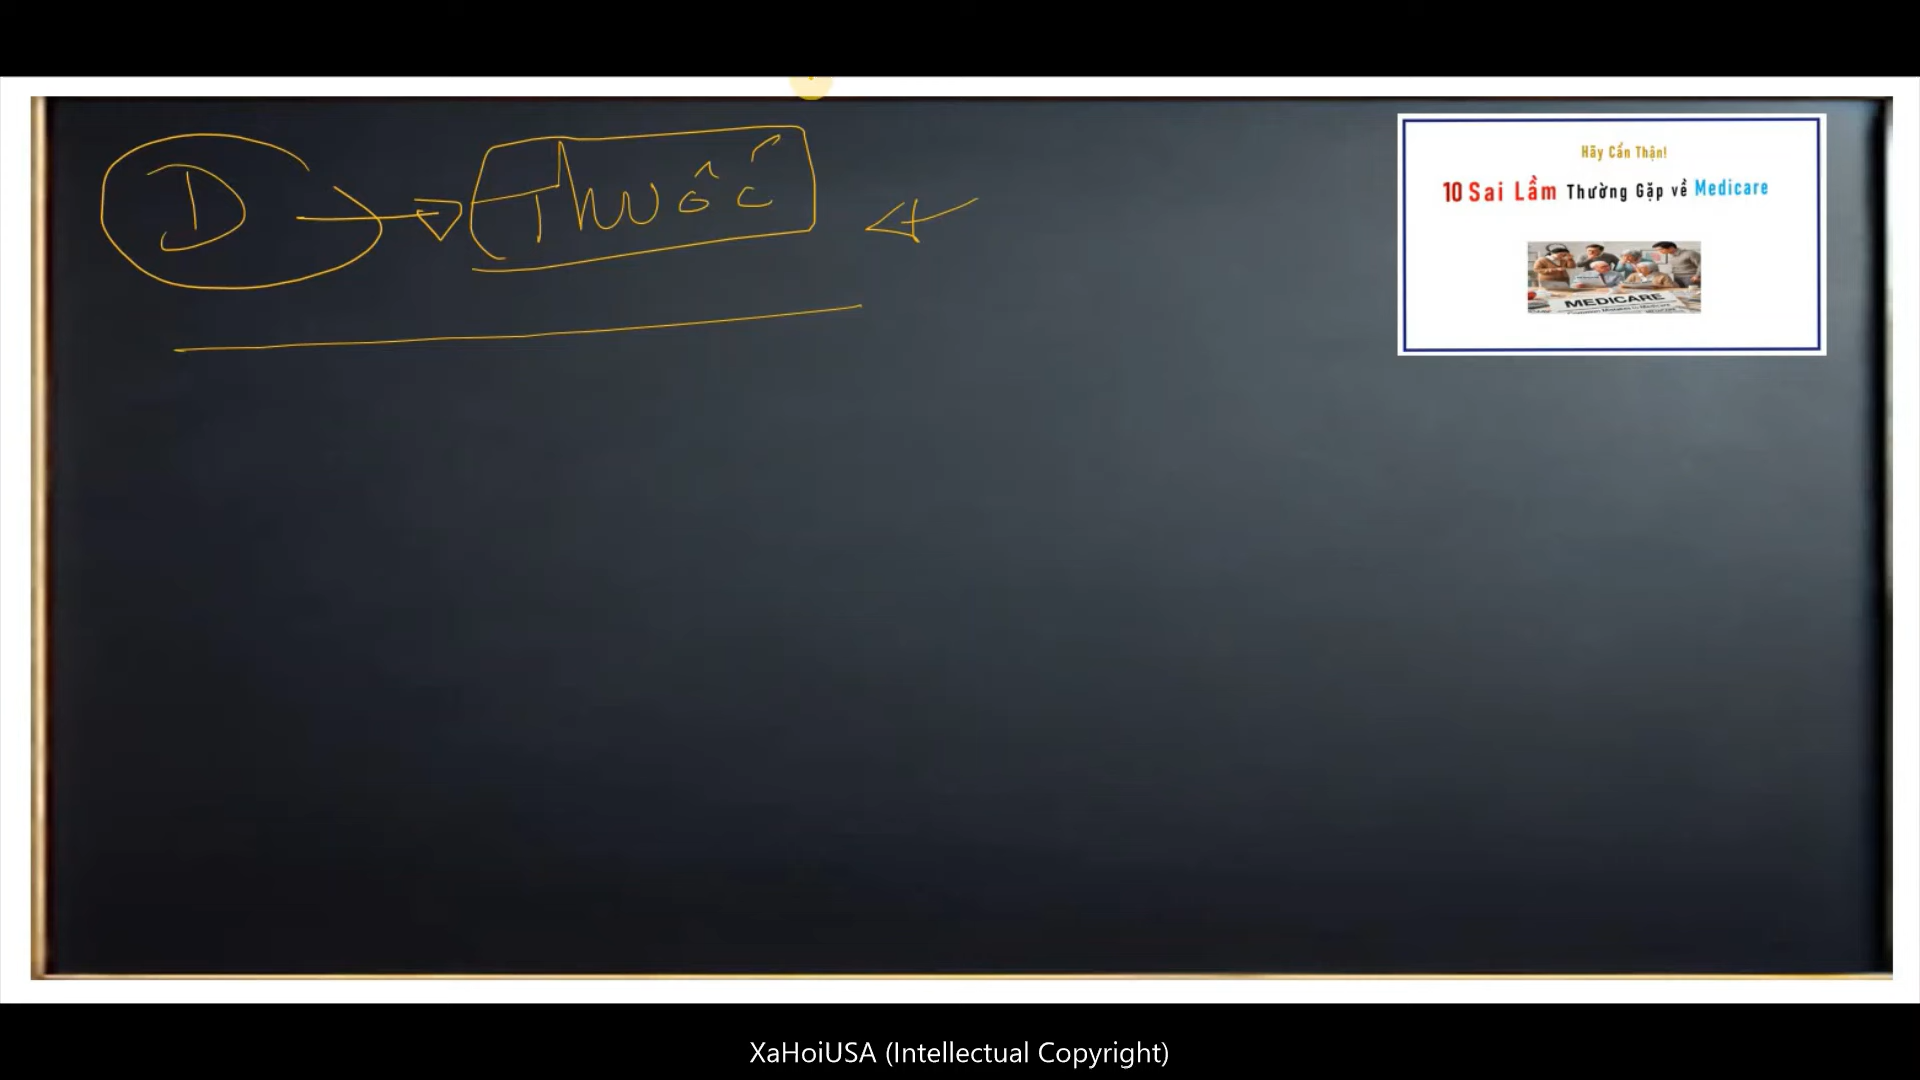 D Thuốc
Hãy Cẩn Thận!
10 Sai Lầm Thường Gặp về Medicare
MEDICARE
XaHoiUSA (Intellectual Copyright)